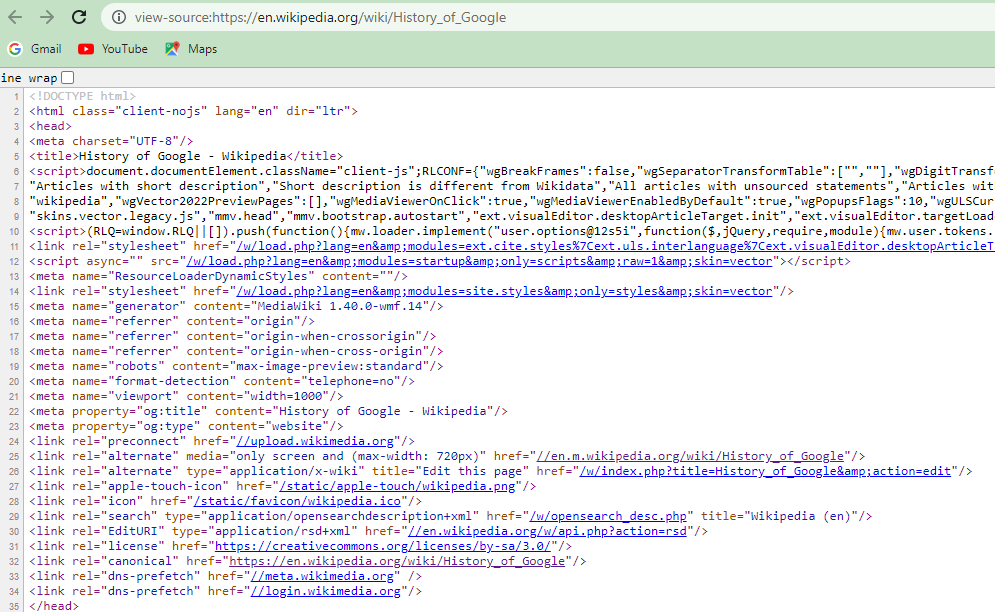 view-source:https://en.wikipedia.org/wiki/History_of_Google
Gmail YouTube Maps
ine wrap
1 <!DOCTYPE html>
2 <html class="client-nojs" lang="en" dir="ltr">
3 <head>
4 <meta charset="UTF-8"/>
5 <title>History of Google - Wikipedia</title>
6 <script>document.documentElement.className="client-js";RLCONF={"wgBreakFrames":false,"wgSeparatorTransformTable":["",""],"wgDigitTransf
7 "Articles with short description","Short description is different from Wikidata","All articles with unsourced statements","Articles wit
8 "wikipedia","wgVector2022PreviewPages":[],"wgMediaViewerOnClick":true,"wgMediaViewerEnabledByDefault":true,"wgPopupsFlags":10,"wgULSCur
9 "skins.vector.legacy.js","mmv.head","mmv.bootstrap.autostart","ext.visualEditor.desktopArticleTarget.init","ext.visualEditor.targetLoad
10 <script>(RLQ=window.RLQ||[]).push(function(){mw.loader.implement("user.options@12s5i",function($,jQuery,require,module){mw.user.tokens.
11 <link rel="stylesheet" href="/w/load.php?lang=en&amp;modules=ext.cite.styles%7Cext.uls.interlanguage%7Cext.visualEditor.desktopArticleT
12 <script async="" src="/w/load.php?lang=en&amp;modules=startup&amp;only=scripts&amp;raw=1&amp;skin=vector"></script>
13 <meta name="ResourceLoaderDynamicStyles" content=""/>
14 <link rel="stylesheet" href="/w/load.php?lang=en&amp;modules=site.styles&amp;only=styles&amp;skin=vector"/>
15 <meta name="generator" content="MediaWiki 1.40.0-wmf.14"/>
16 <meta name="referrer" content="origin"/>
17 <meta name="referrer" content="origin-when-crossorigin"/>
18 <meta name="referrer" content="origin-when-cross-origin"/>
19 <meta name="robots" content="max-image-preview:standard"/>
20 <meta name="format-detection" content="telephone=no"/>
21 <meta name="viewport" content="width=1000"/>
22 <meta property="og:title" content="History of Google - Wikipedia"/>
23 <meta property="og:type" content="website"/>
24 <link rel="preconnect" href="//upload.wikimedia.org"/>
25 <link rel="alternate" media="only screen and (max-width: 720px)" href="//en.m.wikipedia.org/wiki/History_of_Google"/>
26 <link rel="alternate" type="application/x-wiki" title="Edit this page" href="/w/index.php?title=History_of_Google&amp;action=edit"/>
27 <link rel="apple-touch-icon" href="/static/apple-touch/wikipedia.png"/>
28 <link rel="icon" href="/static/favicon/wikipedia.ico"/>
29 <link rel="search" type="application/opensearchdescription+xml" href="/w/opensearch_desc.php" title="Wikipedia (en)"/>
30 <link rel="EditURI" type="application/rsd+xml" href="//en.wikipedia.org/w/api.php?action=rsd"/>
31 <link rel="license" href="https://creativecommons.org/licenses/by-sa/3.0/"/>
32 <link rel="canonical" href="https://en.wikipedia.org/wiki/History_of_Google"/>
33 <link rel="dns-prefetch" href="//meta.wikimedia.org" />
34 <link rel="dns-prefetch" href="//login.wikimedia.org"/>
35 </head>